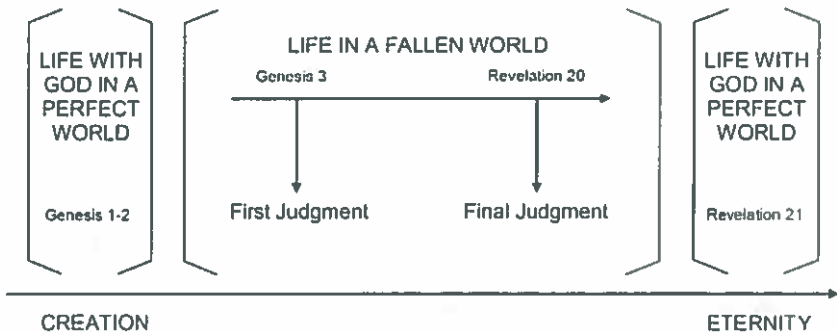 LIFE WITH
GOD IN A
PERFECT
WORLD
Genesis 1-2
LIFE IN A FALLEN WORLD
Genesis 3
Revelation 20
First Judgment
Final Judgment
LIFE WITH
GOD IN A
PERFECT
WORLD
Revelation 21
CREATION
ETERNITY